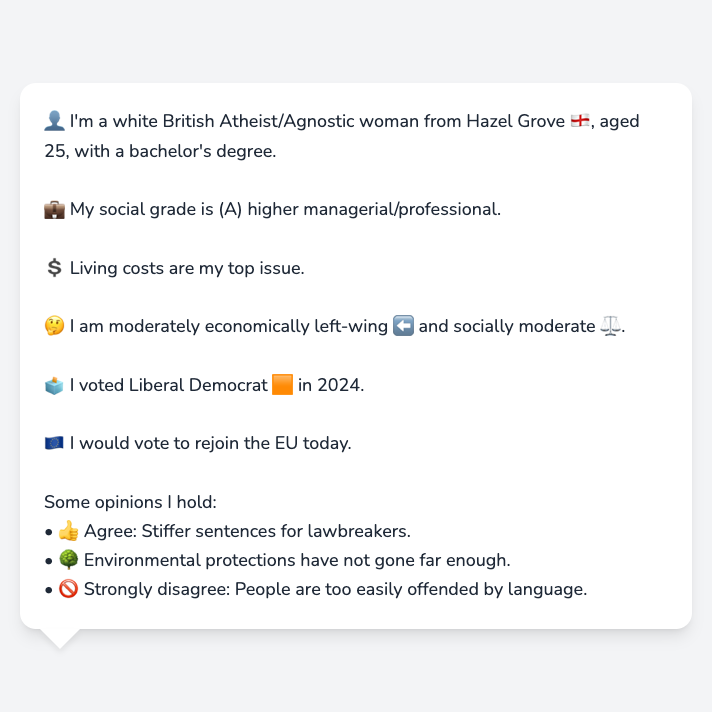 👤 I'm a white British Atheist/Agnostic woman from Hazel Grove 🏴󠁧󠁢󠁥󠁮󠁧󠁿, aged
25, with a bachelor's degree.
💼 My social grade is (A) higher managerial/professional.
💲 Living costs are my top issue.
🤔 I am moderately economically left-wing ⬅️ and socially moderate ⚖️.
🗳️ I voted Liberal Democrat 🟧 in 2024.
🇪🇺 I would vote to rejoin the EU today.
Some opinions I hold:
• 👍 Agree: Stiffer sentences for lawbreakers.
• 🌳 Environmental protections have not gone far enough.
• 🚫 Strongly disagree: People are too easily offended by language.